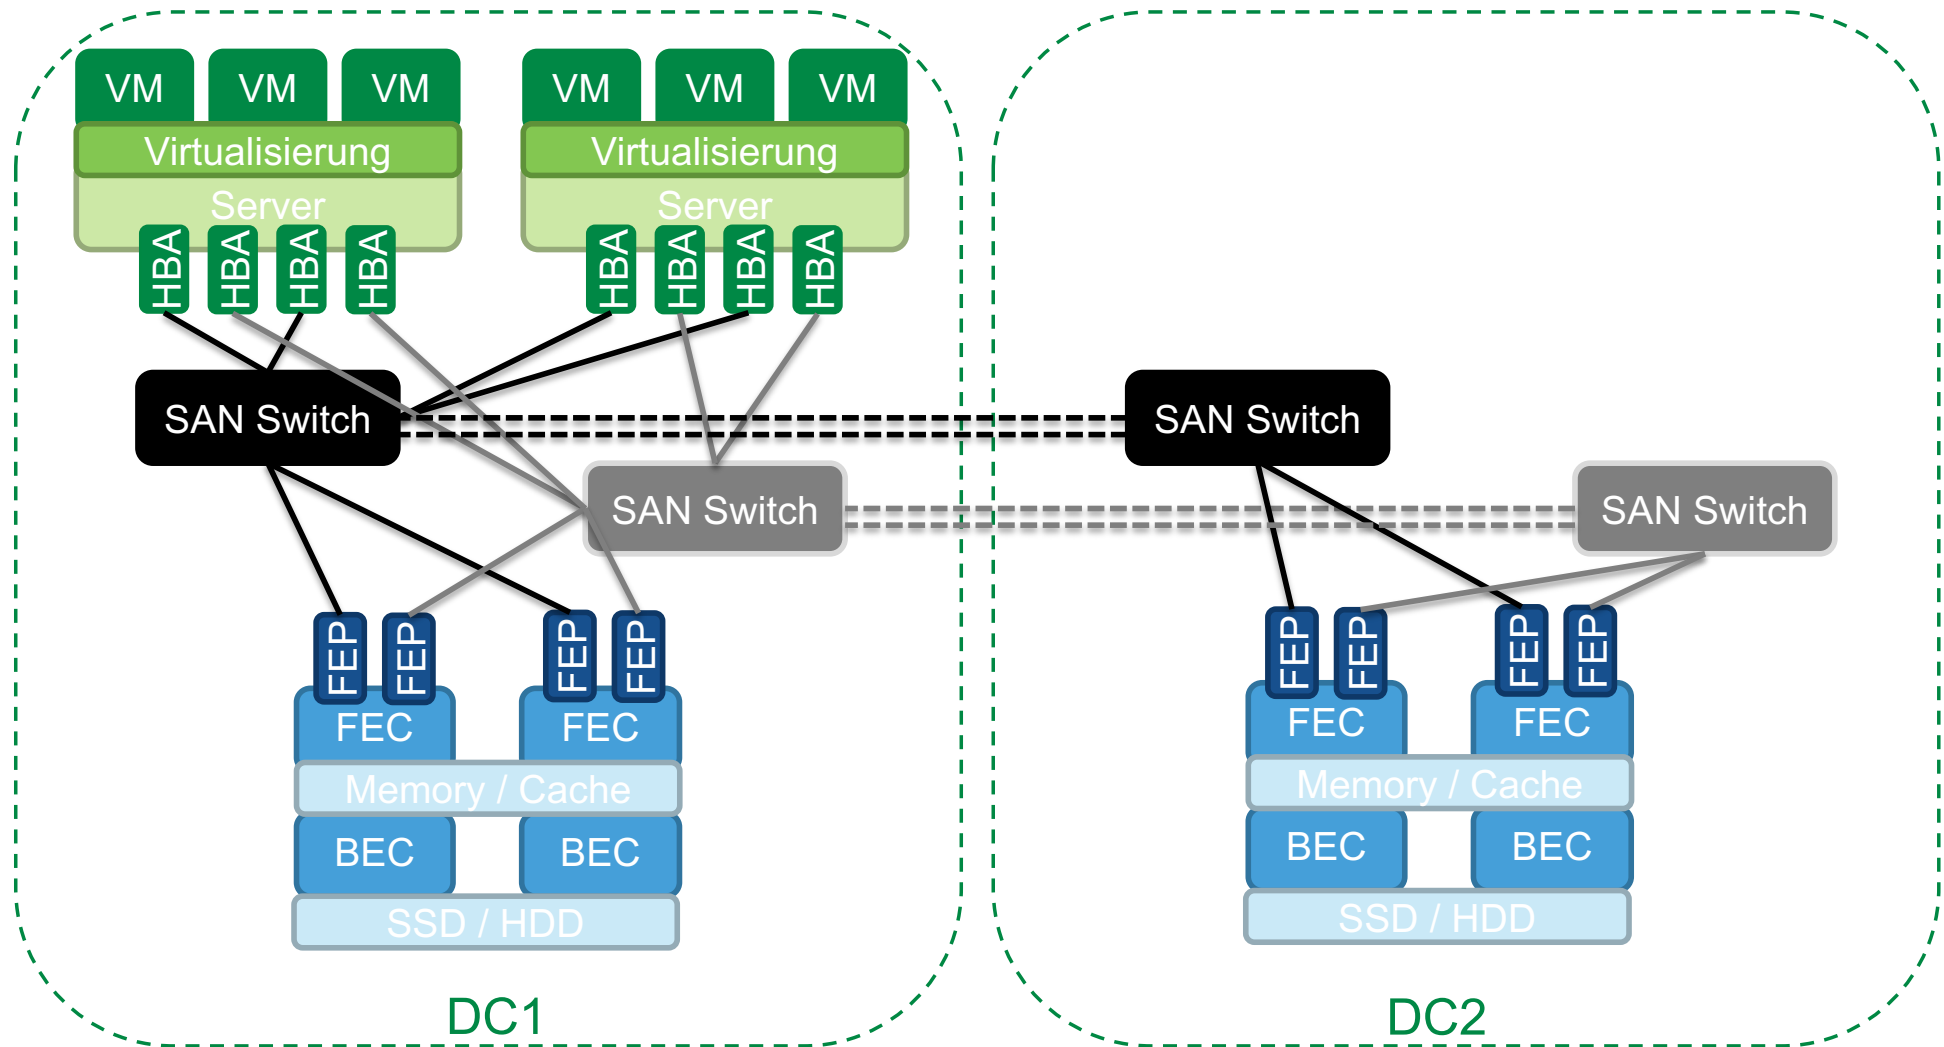 VM VM VM VM VM VM
Virtualisierung Virtualisierung
Server Server
HBA HBA HBA HBA HBA HBA HBA HBA
SAN Switch SAN Switch
SAN Switch SAN Switch
FEP FEP FEP FEP FEP FEP FEP FEP
FEC FEC FEC FEC
Memory / Cache Memory / Cache
BEC BEC BEC BEC
SSD / HDD SSD / HDD
DC1 DC2